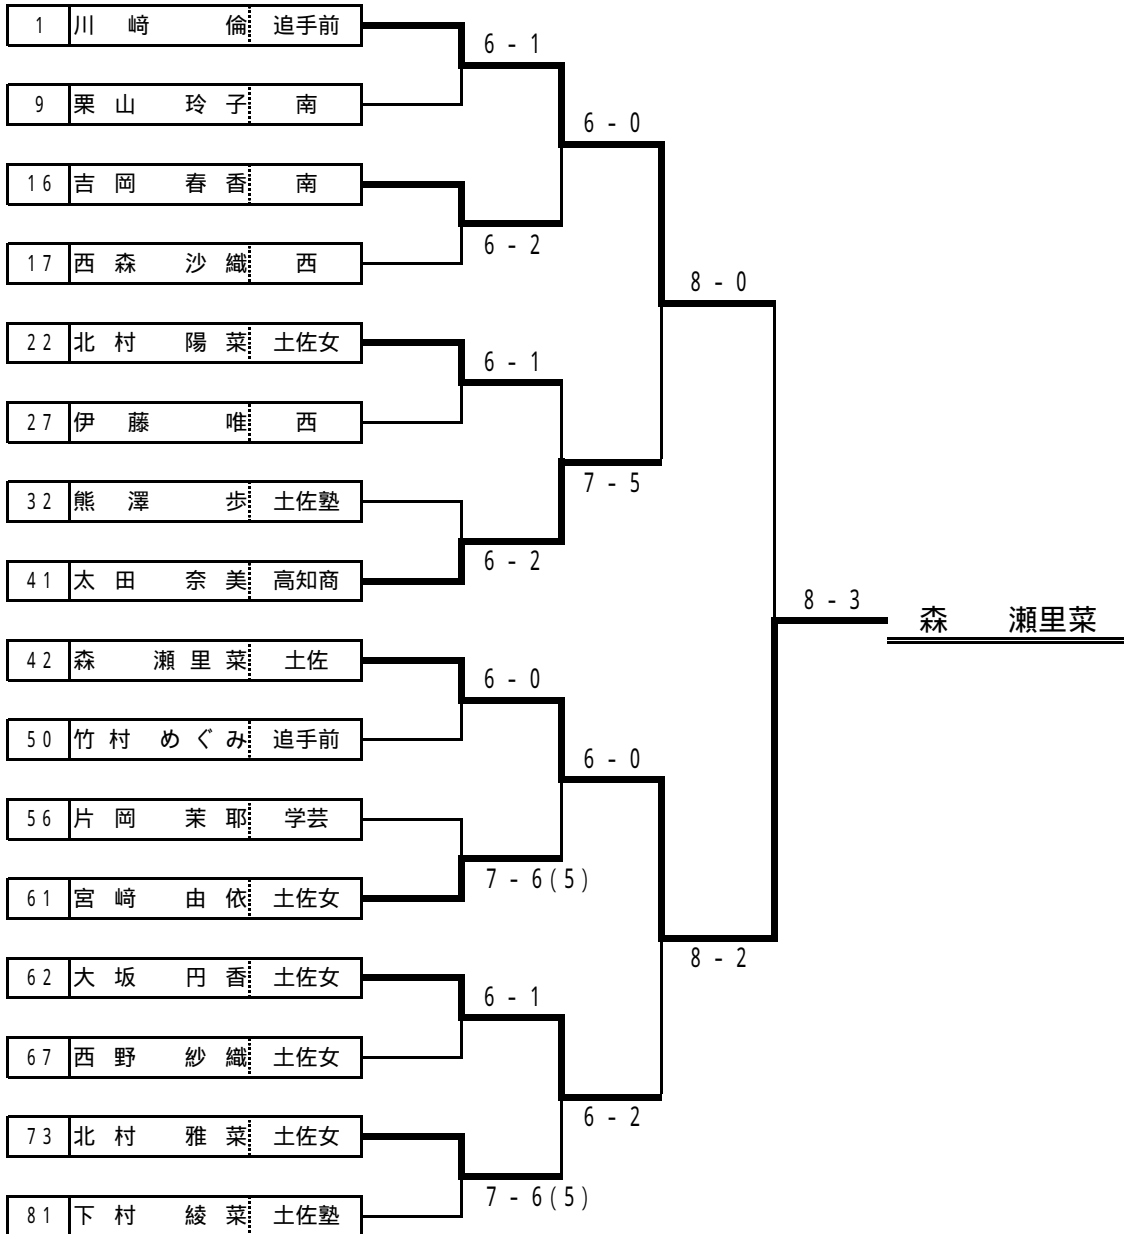 1 川﨑 倫 追手前
6 - 1
9 栗山 玲子 南
6 - 0
16 吉岡 春香 南
6 - 2
17 西森 沙織 西
8 - 0
22 北村 陽菜 土佐女
6 - 1
27 伊藤 唯 西
7 - 5
32 熊澤 歩 土佐塾
6 - 2
41 太田 奈美 高知商
8 - 3
森 瀬里菜
42 森 瀬里菜 土佐
6 - 0
50 竹村 めぐみ 追手前
6 - 0
56 片岡 茉耶 学芸
7 - 6(5)
61 宮﨑 由依 土佐女
8 - 2
62 大坂 円香 土佐女
6 - 1
67 西野 紗織 土佐女
6 - 2
73 北村 雅菜 土佐女
7 - 6(5)
81 下村 綾菜 土佐塾